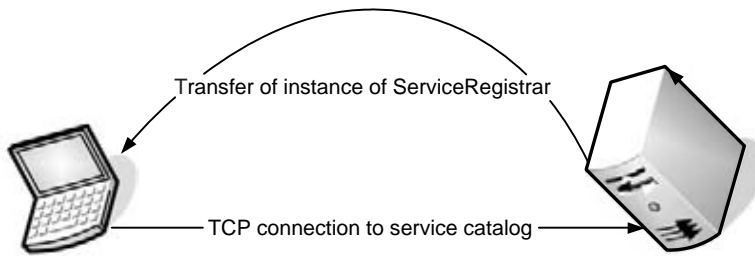 Transfer of instance of ServiceRegistrar
TCP connection to service catalog